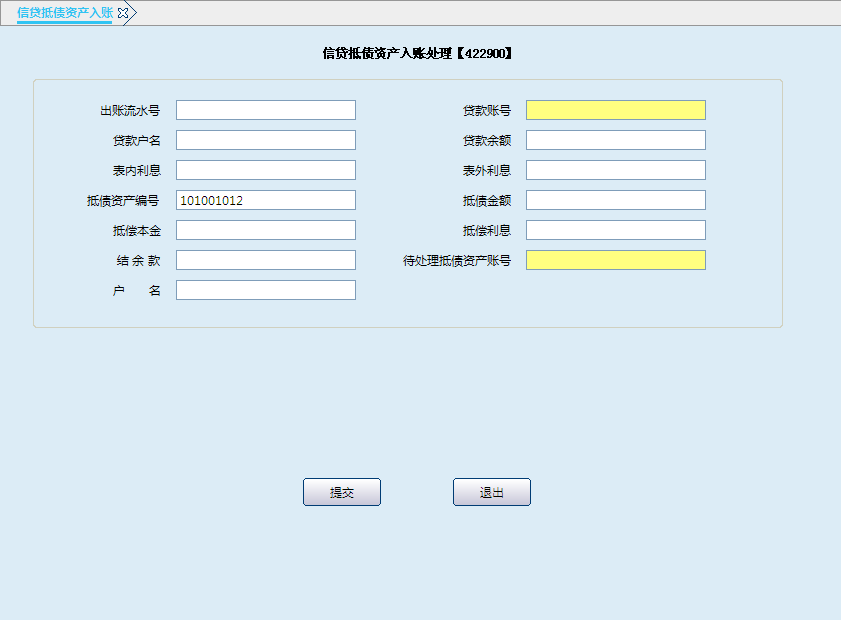 信贷抵债资产入账
信贷抵债资产入账处理【422900】
出账流水号 贷款账号
贷款户名 贷款余额
表内利息 表外利息
抵债资产编号 101001012 抵债金额
抵偿本金 抵偿利息
结 余 款 待处理抵债资产账号
户 名
提交 退出